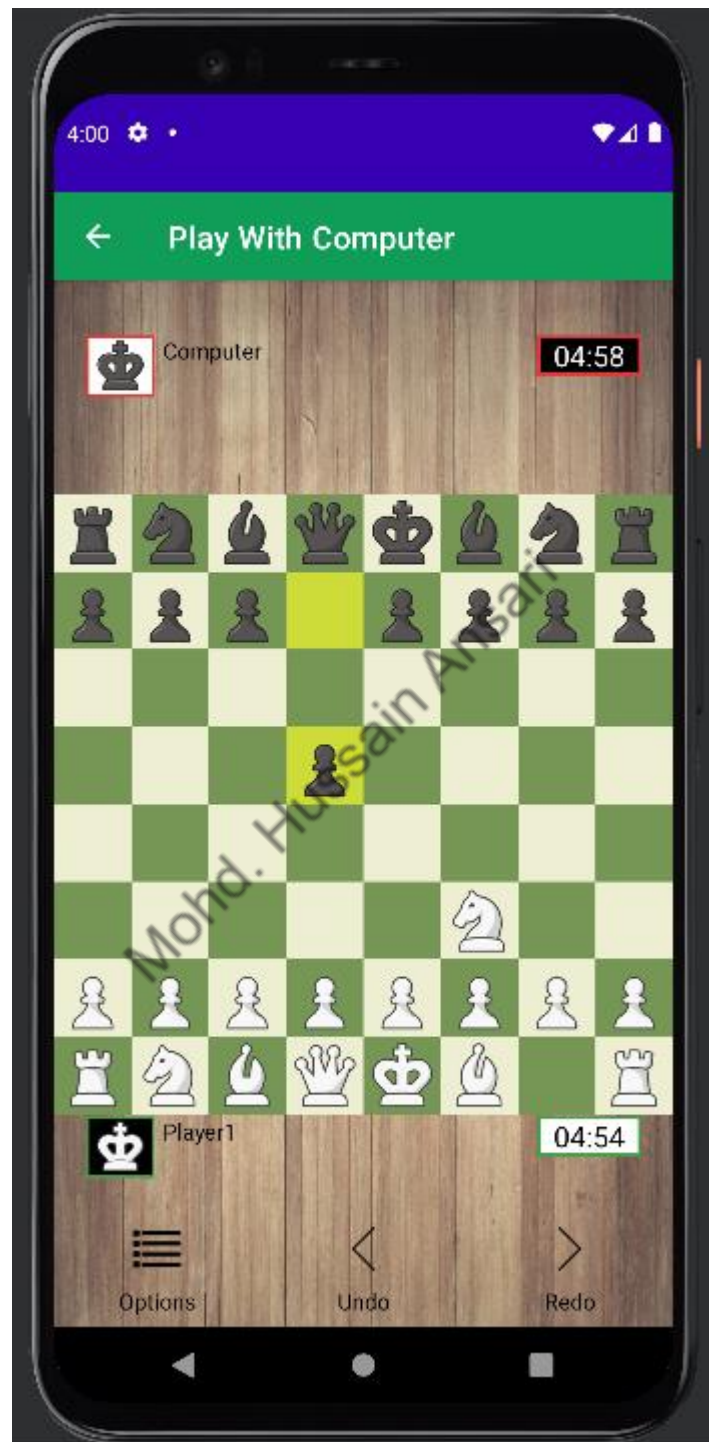 4:00
Play With Computer
Computer
04:58
Mohd. Hussain Ansari
Player1
04:54
Options
Undo
Redo